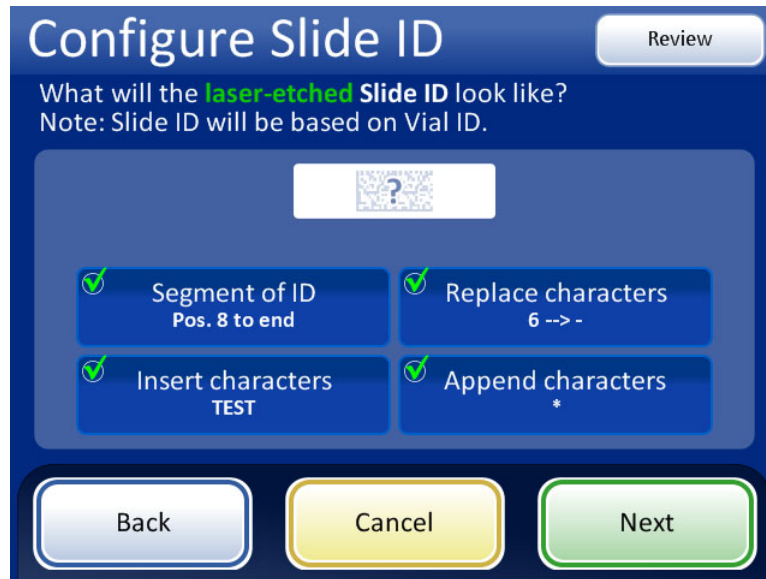 Configure Slide ID
Review
What will the laser-etched Slide ID look like?
Note: Slide ID will be based on Vial ID.
?
Segment of ID
Pos. 8 to end
Replace characters
6 --> -
Insert characters
TEST
Append characters
*
Back
Cancel
Next